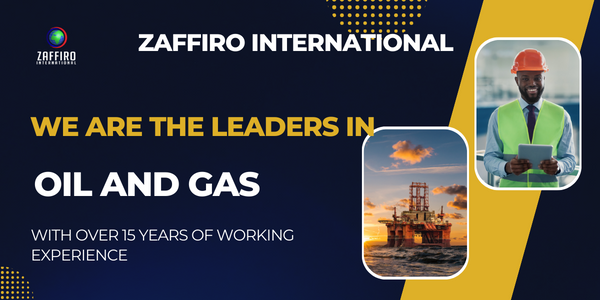 ZAFFIRO INTERNATIONAL
ZAFFIRO
INTERNATIONAL
WE ARE THE LEADERS IN
OIL AND GAS
WITH OVER 15 YEARS OF WORKING
EXPERIENCE